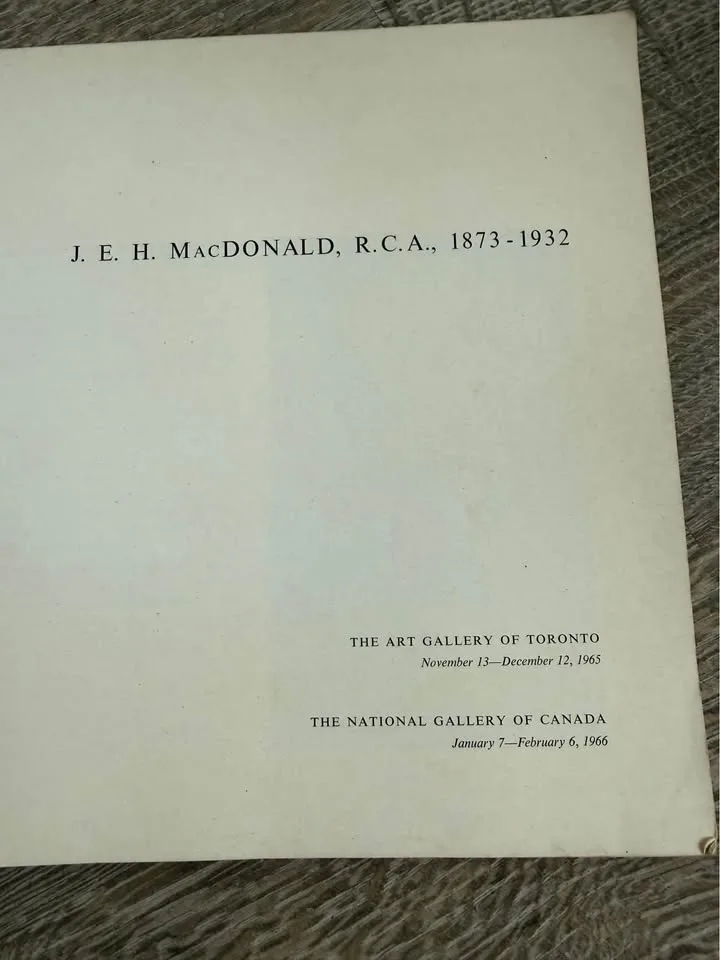 J. E. H. MacDONALD, R.C.A., 1873-1932
THE ART GALLERY OF TORONTO
November 13—December 12, 1965
THE NATIONAL GALLERY OF CANADA
January 7—February 6, 1966